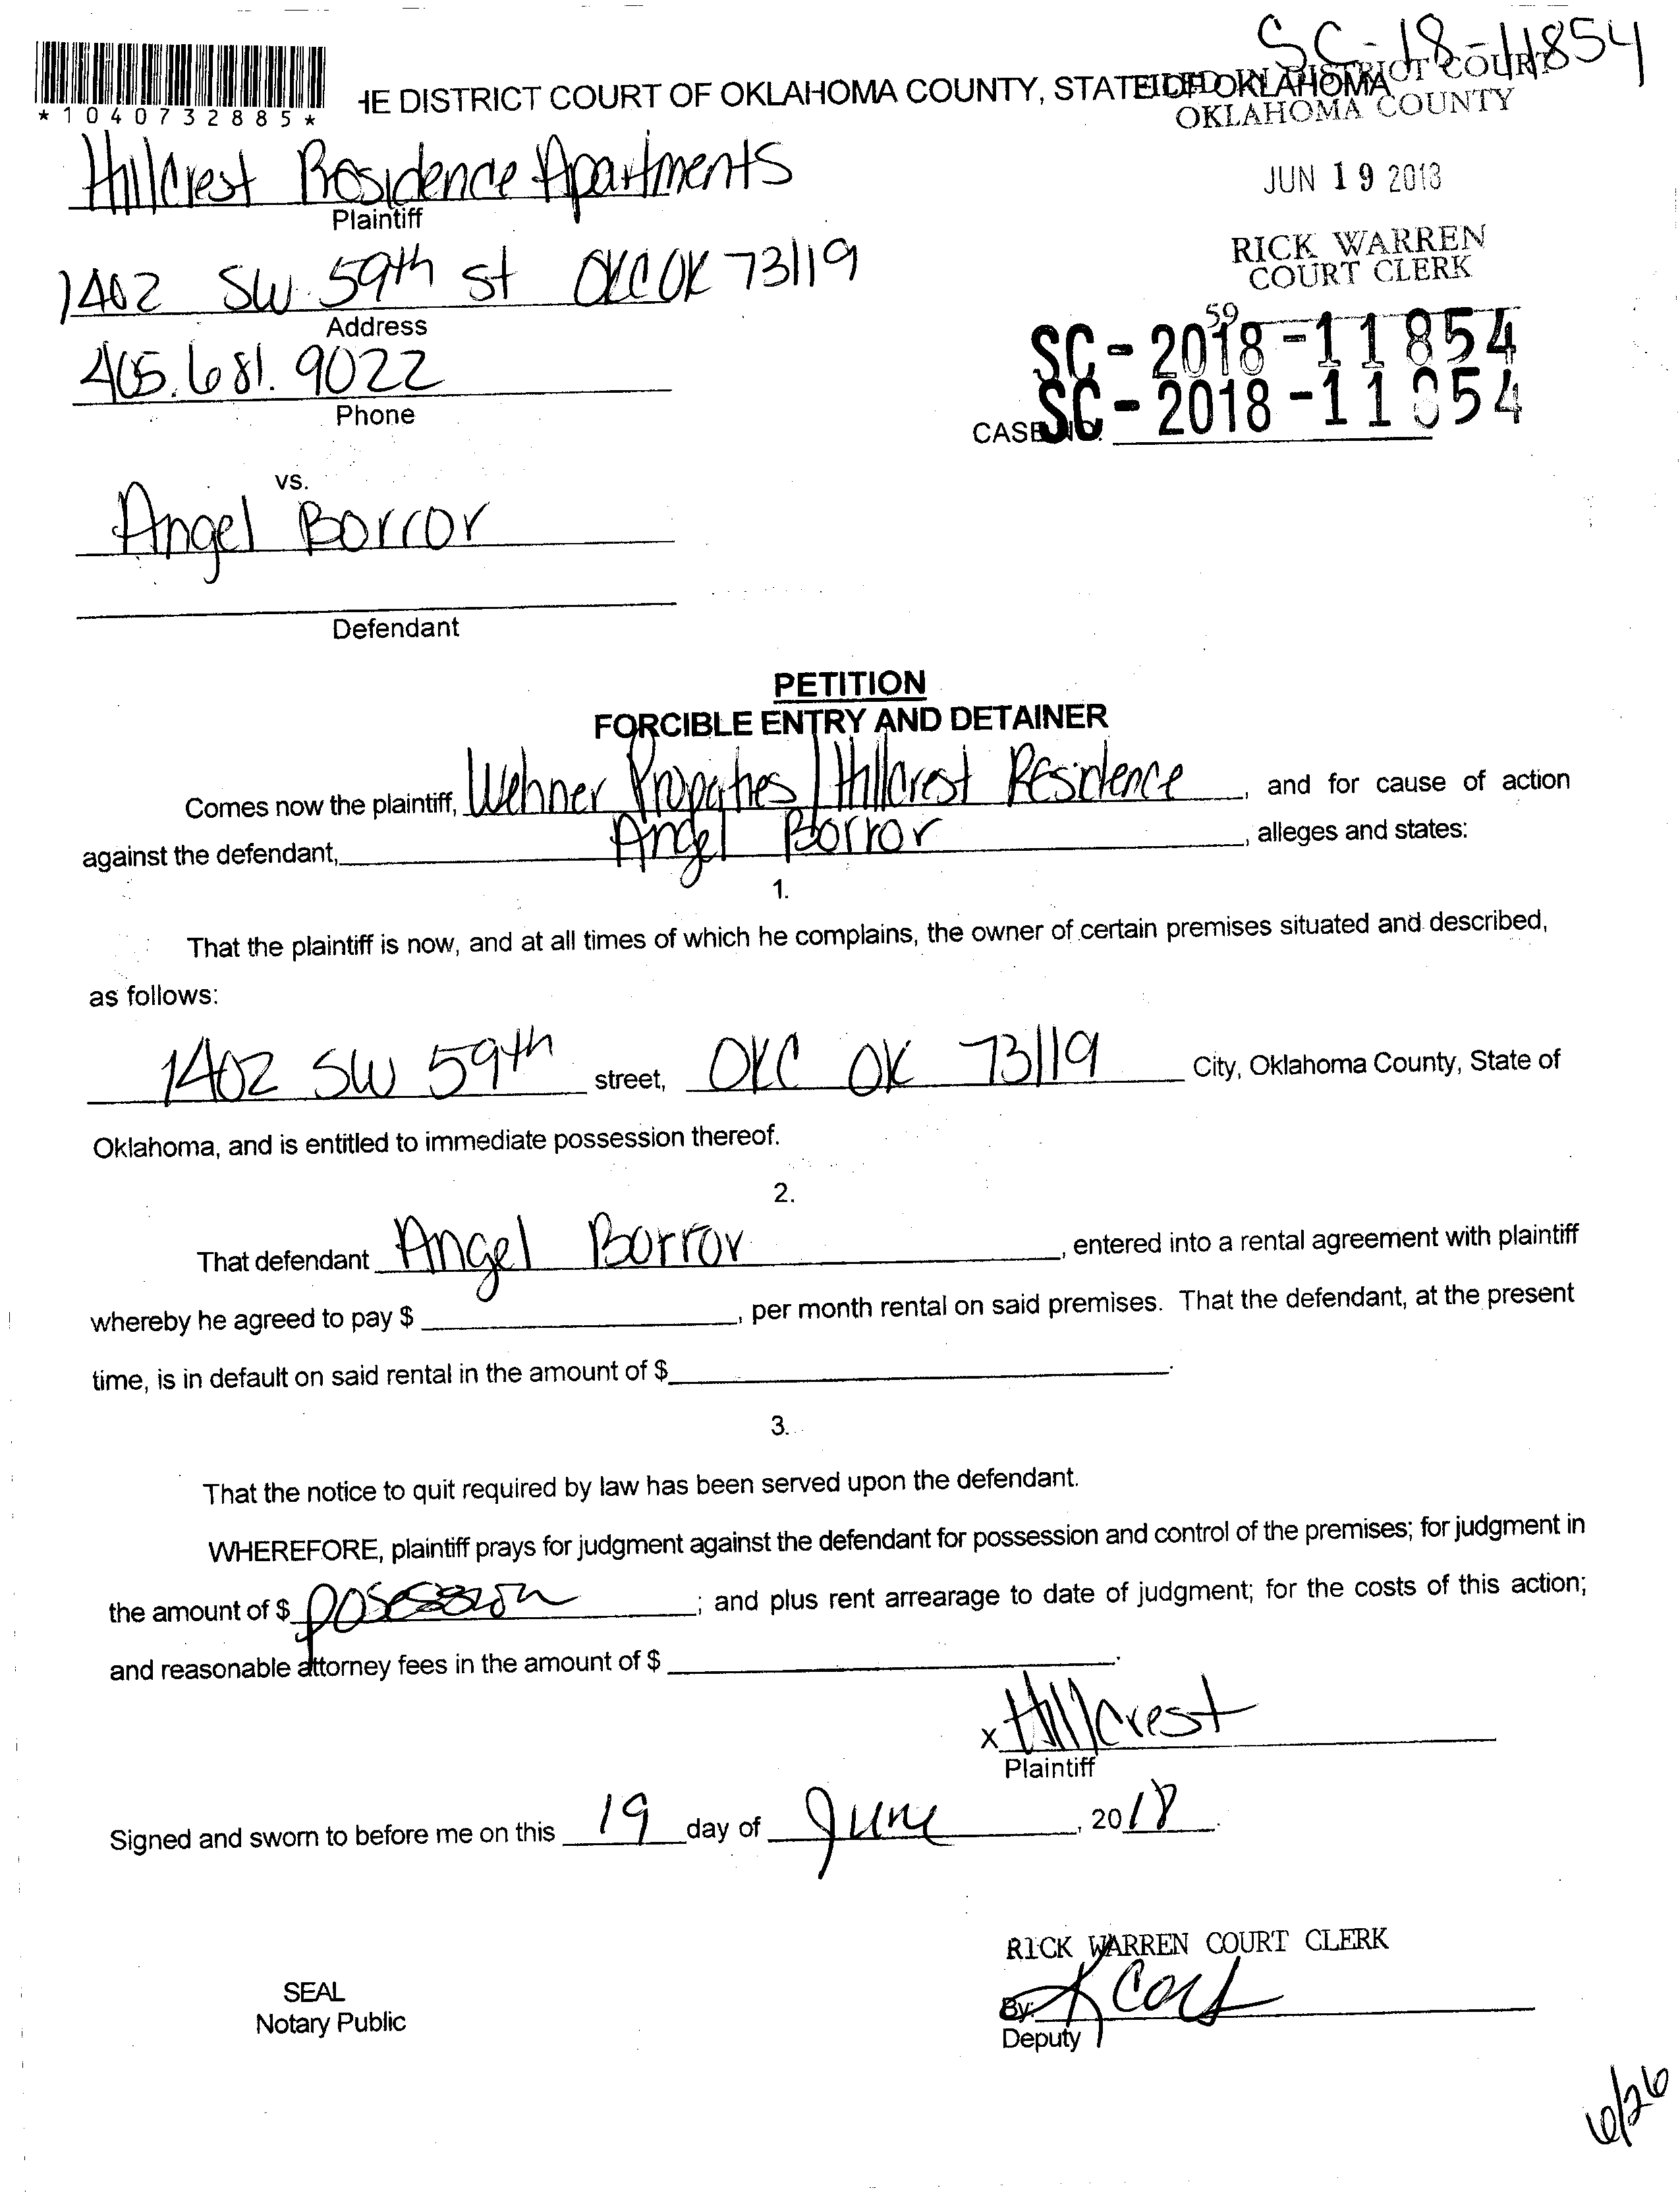 SC-18-11854
*1040732885*
HE DISTRICT COURT OF OKLAHOMA COUNTY, STATE OF OKLAHOMA
FILED IN DISTRICT COURT
OKLAHOMA COUNTY
Hillcrest Residence Apartments
Plaintiff
JUN 19 2018
RICK WARREN
COURT CLERK
1402 SW 59th St OKC OK 73119
Address
59
405.681.9022
Phone
SC-2018-11854
SC-2018-11854
CASE NO.
vs.
Angel Borror
Defendant
PETITION
FORCIBLE ENTRY AND DETAINER
Comes now the plaintiff, Wehner Properties / Hillcrest Residence, and for cause of action
against the defendant, Angel Borror, alleges and states:
1.
That the plaintiff is now, and at all times of which he complains, the owner of certain premises situated and described,
as follows:
1402 SW 59th street, OKC OK 73119 City, Oklahoma County, State of
Oklahoma, and is entitled to immediate possession thereof.
2.
That defendant Angel Borror, entered into a rental agreement with plaintiff
whereby he agreed to pay $, per month rental on said premises. That the defendant, at the present
time, is in default on said rental in the amount of $.
3.
That the notice to quit required by law has been served upon the defendant.
WHEREFORE, plaintiff prays for judgment against the defendant for possession and control of the premises; for judgment in
the amount of $ posession; and plus rent arrearage to date of judgment; for the costs of this action;
and reasonable attorney fees in the amount of $.
x Hillcrest
Plaintiff
Signed and sworn to before me on this 19 day of June, 2018.
RICK WARREN COURT CLERK
SEAL
Notary Public
By:
Deputy
6/26